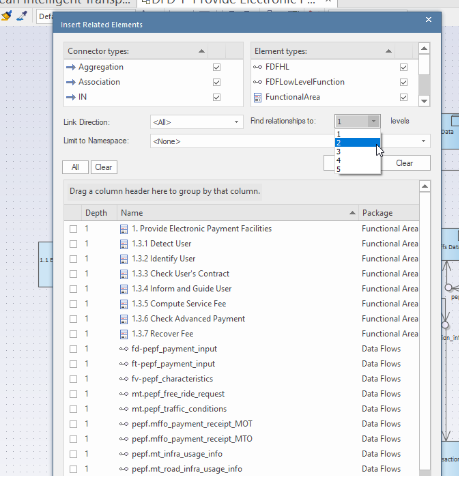 Insert Related Elements
Connector types:
Element types:
Aggregation
FDFHL
Association
FDFLowLevelFunction
IN
FunctionalArea
Link Direction:
<All>
Find relationships to:
1
levels
Limit to Namespace:
<None>
1
2
3
4
5
All
Clear
Clear
Drag a column header here to group by that column.
Depth Name Package
1 1. Provide Electronic Payment Facilities Functional Area
1 1.3.1 Detect User Functional Area
1 1.3.2 Identify User Functional Area
1 1.3.3 Check User's Contract Functional Area
1 1.3.4 Inform and Guide User Functional Area
1 1.3.5 Compute Service Fee Functional Area
1 1.3.6 Check Advanced Payment Functional Area
1 1.3.7 Recover Fee Functional Area
1 fd-pepf_payment_input Data Flows
1 ft-pepf_payment_input Data Flows
1 fv-pepf_characteristics Data Flows
1 mt.pepf_free_ride_request Data Flows
1 mt.pepf_traffic_conditions Data Flows
1 pepf.mffo_payment_receipt_MOT Data Flows
1 pepf.mffo_payment_receipt_MTO Data Flows
1 pepf.mt_infra_usage_info Data Flows
1 pepf.mt_road_infra_usage_info Data Flows